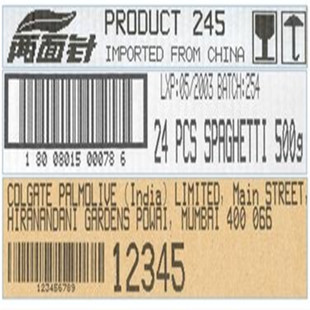 两面针
PRODUCT 245
IMPORTED FROM CHINA
LXP:05/2003 BATCH:254
24 PCS SPAGHETTI 500g
1 80 08015 00078 6
COLGATE PALMOLIVE (India) LIMITED, Main STREET,
HIRANANDANI GARDENS POWAI, MUMBAI 400 066
12345
123456789